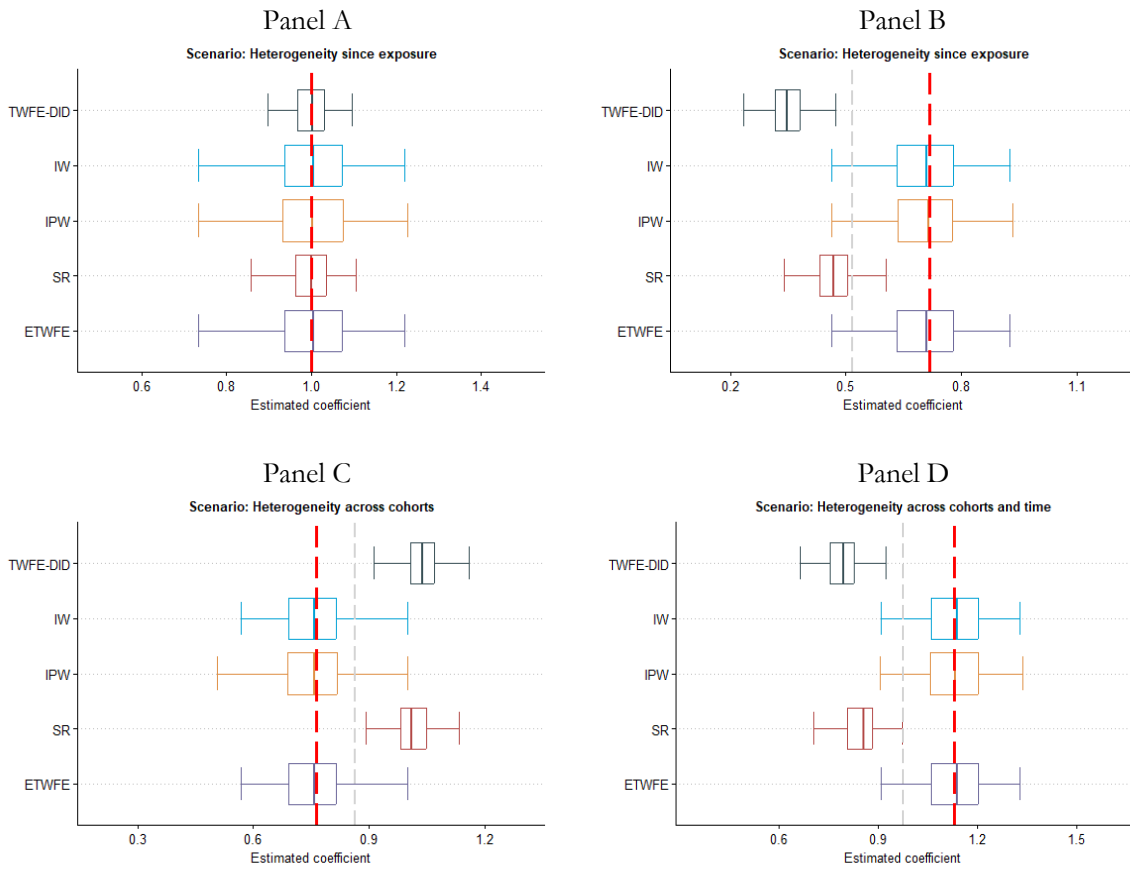 Panel A
Scenario: Heterogeneity since exposure
TWFE-DID
IW
IPW
SR
ETWFE
0.6 0.8 1.0 1.2 1.4
Estimated coefficient
Panel B
Scenario: Heterogeneity since exposure
TWFE-DID
IW
IPW
SR
ETWFE
0.2 0.5 0.8 1.1
Estimated coefficient
Panel C
Scenario: Heterogeneity across cohorts
TWFE-DID
IW
IPW
SR
ETWFE
0.3 0.6 0.9 1.2
Estimated coefficient
Panel D
Scenario: Heterogeneity across cohorts and time
TWFE-DID
IW
IPW
SR
ETWFE
0.6 0.9 1.2 1.5
Estimated coefficient